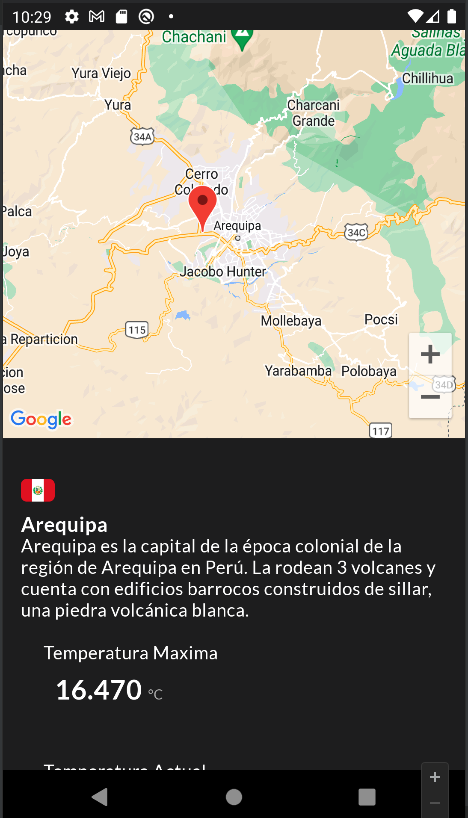 10:29
Chachani
Salinas
Aguada Bla
Yura Viejo
Chillihua
Yura
Charcani
Grande
34A
Cerro
Colorado
Palca
Arequipa
34C
Joya
Jacobo Hunter
115
Mollebaya
Pocsi
a Reparticion
+
Yarabamba
Polobaya
cion
ose
−
34D
Google
117
Arequipa
Arequipa es la capital de la época colonial de la
región de Arequipa en Perú. La rodean 3 volcanes y
cuenta con edificios barrocos construidos de sillar,
una piedra volcánica blanca.
Temperatura Maxima
16.470 °C
Temperatura Actual
+
−